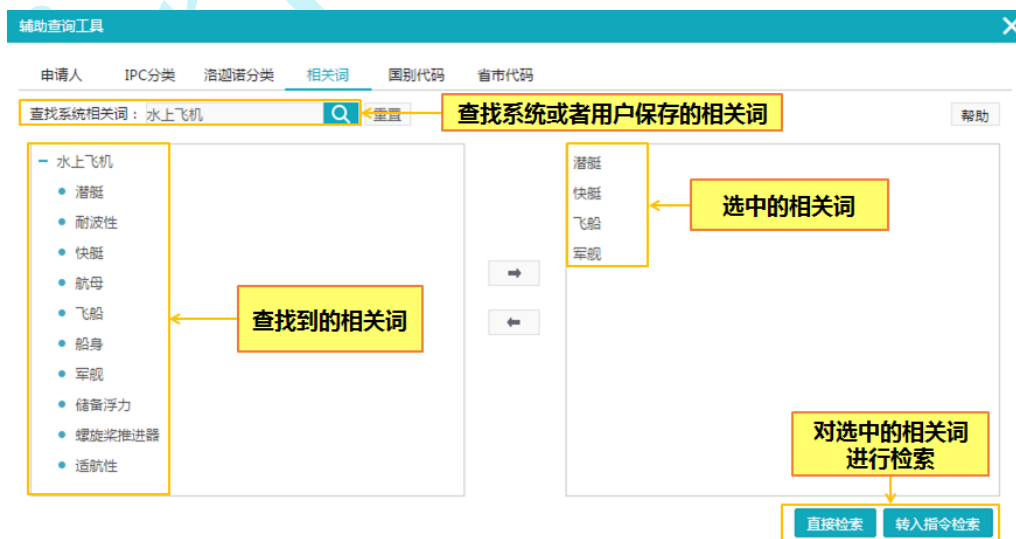 辅助查询工具
申请人 IPC分类 洛迦诺分类 相关词 国别代码 省市代码
查找系统相关词： 水上飞机 重置 查找系统或者用户保存的相关词 帮助
水上飞机
潜艇
耐波性
快艇
航母
飞船
船身
军舰
储备浮力
螺旋桨推进器
适航性
查找到的相关词
潜艇
快艇
飞船
军舰
选中的相关词
对选中的相关词
进行检索
直接检索 转入指令检索